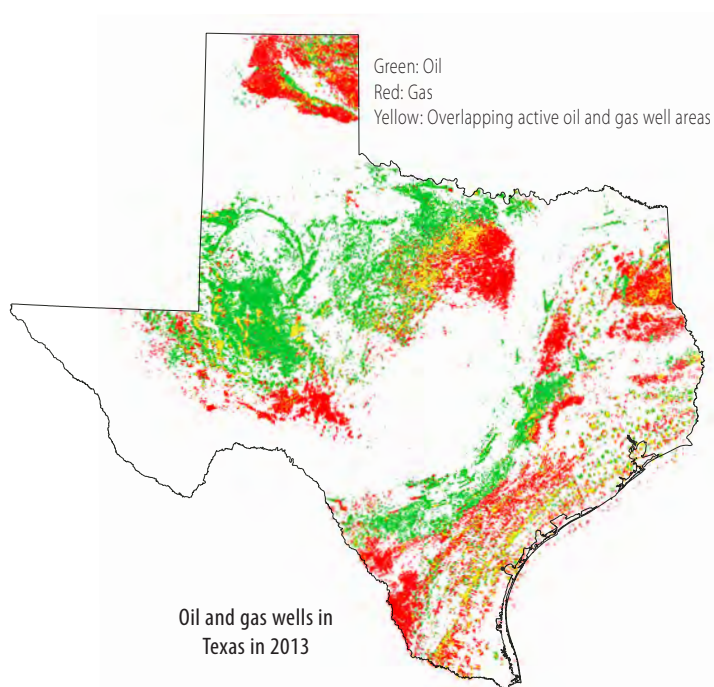 Green: Oil
Red: Gas
Yellow: Overlapping active oil and gas well areas
Oil and gas wells in
Texas in 2013